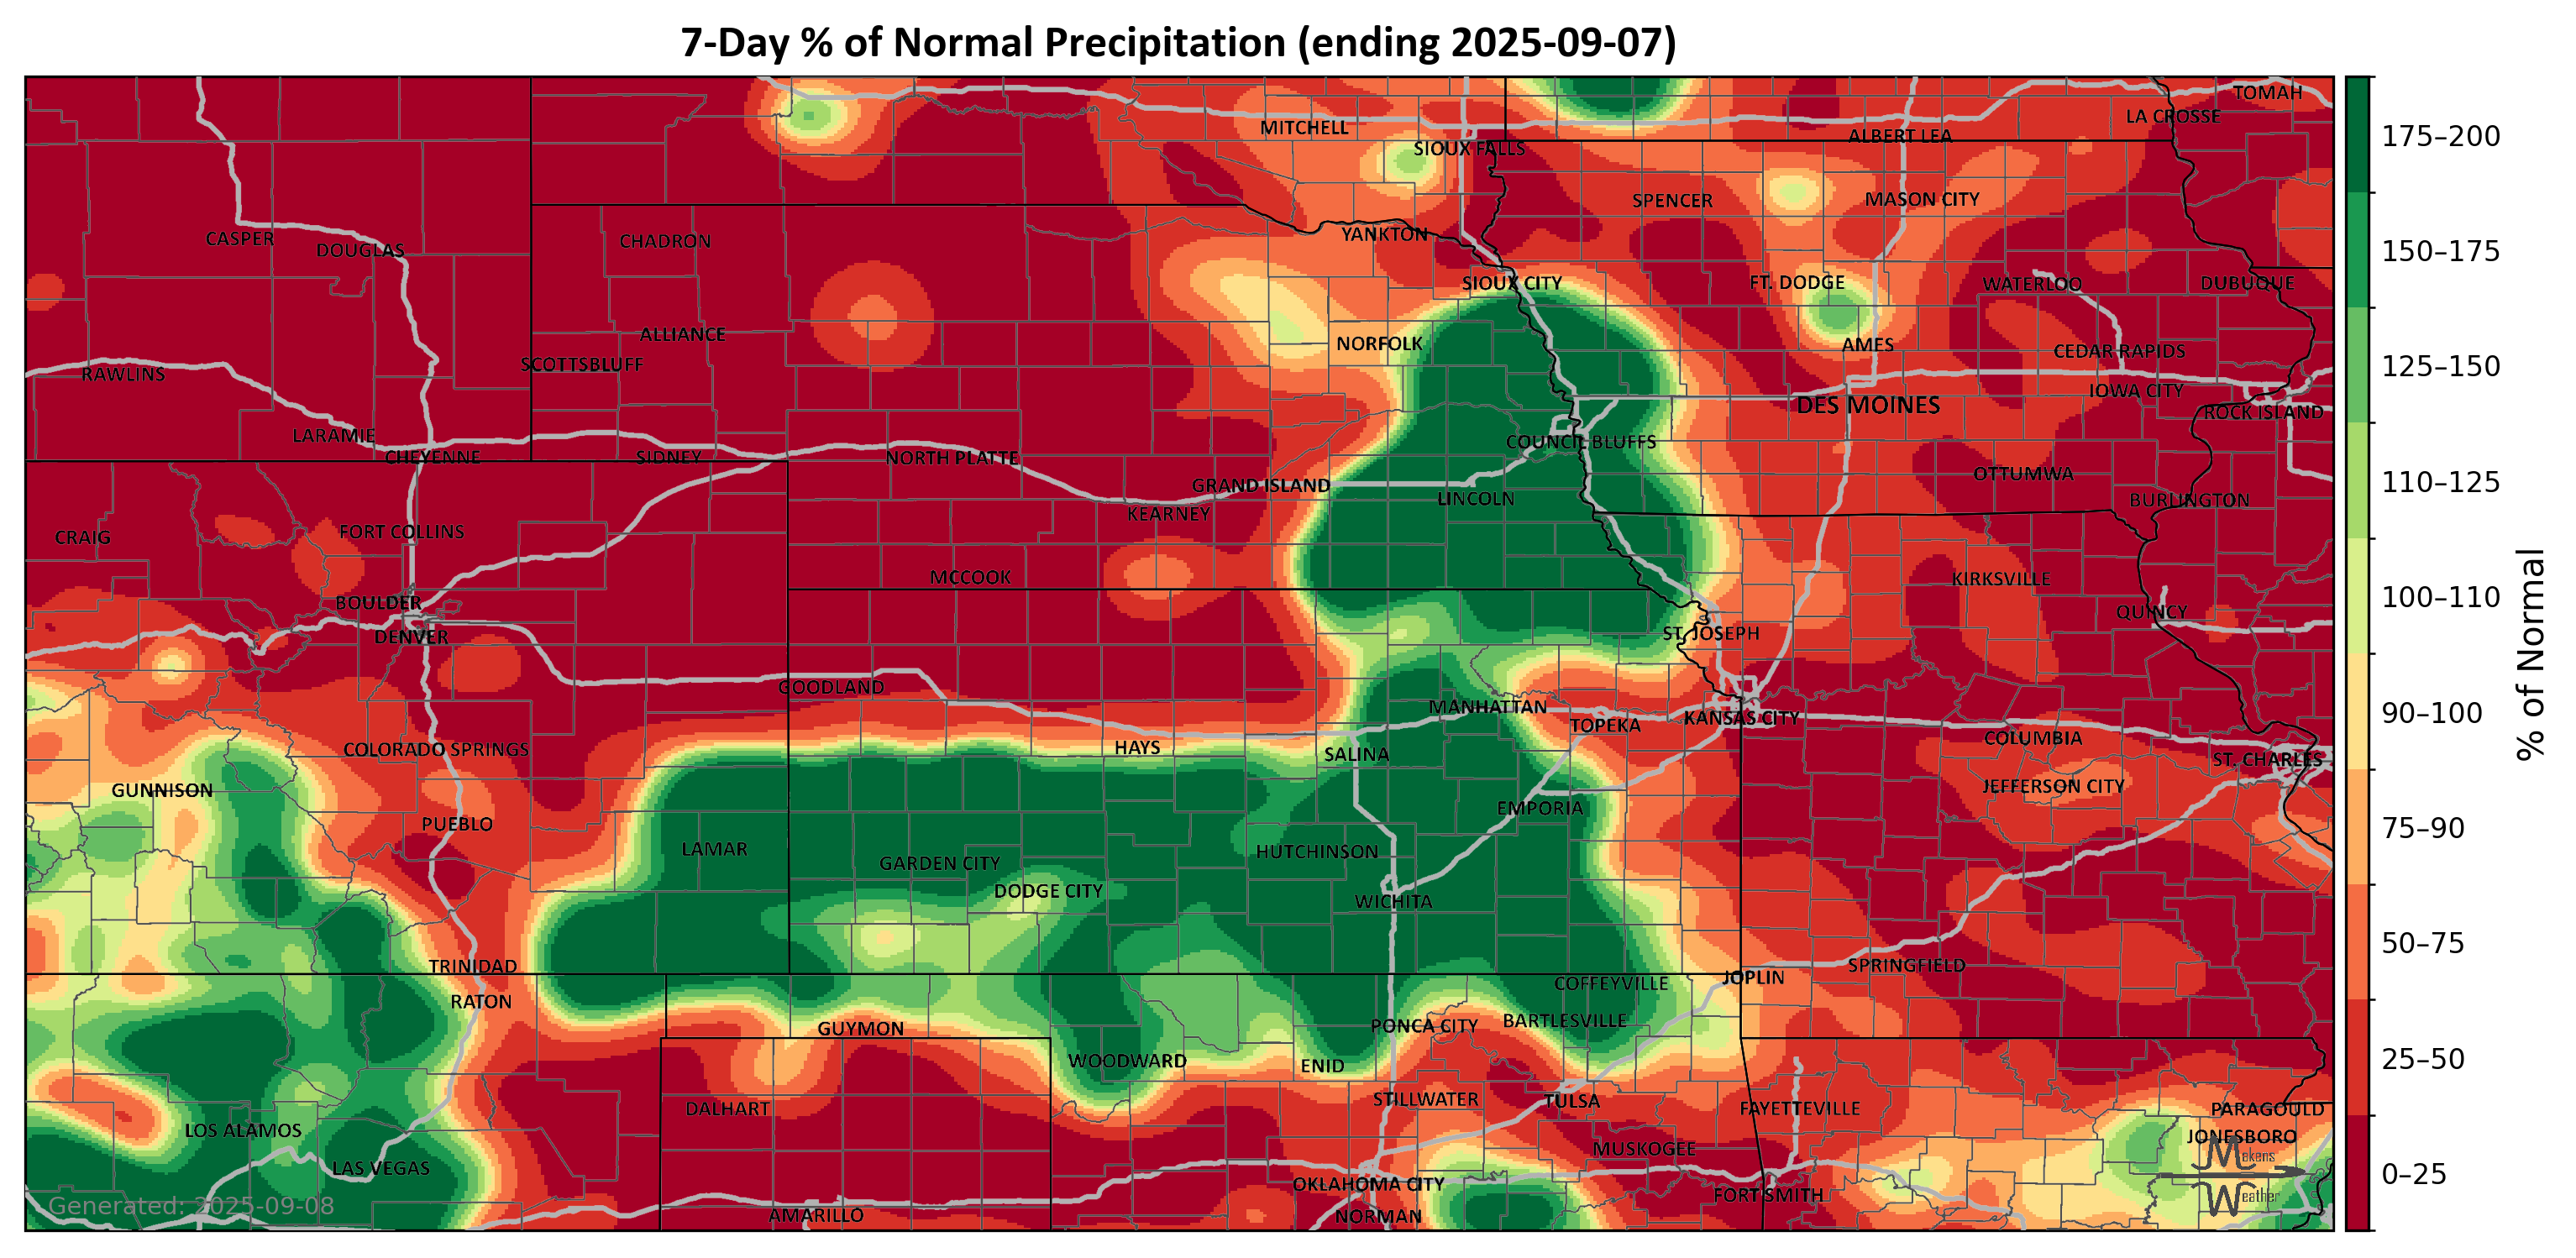 7-Day % of Normal Precipitation (ending 2025-09-07)
TOMAH
LA CROSSE
MITCHELL
ALBERT LEA
SIOUX FALLS
SPENCER
MASON CITY
CASPER
DOUGLAS
CHADRON
YANKTON
SIOUX CITY
FT. DODGE
WATERLOO
DUBUQUE
ALLIANCE
NORFOLK
AMES
CEDAR RAPIDS
SCOTTSBLUFF
RAWLINS
IOWA CITY
DES MOINES
ROCK ISLAND
LARAMIE
COUNCIL BLUFFS
CHEYENNE
SIDNEY
NORTH PLATTE
OTTUMWA
GRAND ISLAND
LINCOLN
BURLINGTON
KEARNEY
FORT COLLINS
CRAIG
MCCOOK
KIRKSVILLE
BOULDER
QUINCY
DENVER
ST. JOSEPH
GOODLAND
MANHATTAN
KANSAS CITY
TOPEKA
COLUMBIA
COLORADO SPRINGS
HAYS
SALINA
ST. CHARLES
GUNNISON
JEFFERSON CITY
EMPORIA
PUEBLO
LAMAR
HUTCHINSON
GARDEN CITY
DODGE CITY
WICHITA
TRINIDAD
SPRINGFIELD
JOPLIN
COFFEYVILLE
RATON
GUYMON
PONCA CITY
BARTLESVILLE
WOODWARD
ENID
STILLWATER
TULSA
DALHART
FAYETTEVILLE
PARAGOULD
LOS ALAMOS
JONESBORO
MUSKOGEE
LAS VEGAS
OKLAHOMA CITY
FORT SMITH
AMARILLO
NORMAN
Generated: 2025-09-08
Mekens
Weather
175–200
150–175
125–150
110–125
100–110
90–100
75–90
50–75
25–50
0–25
% of Normal